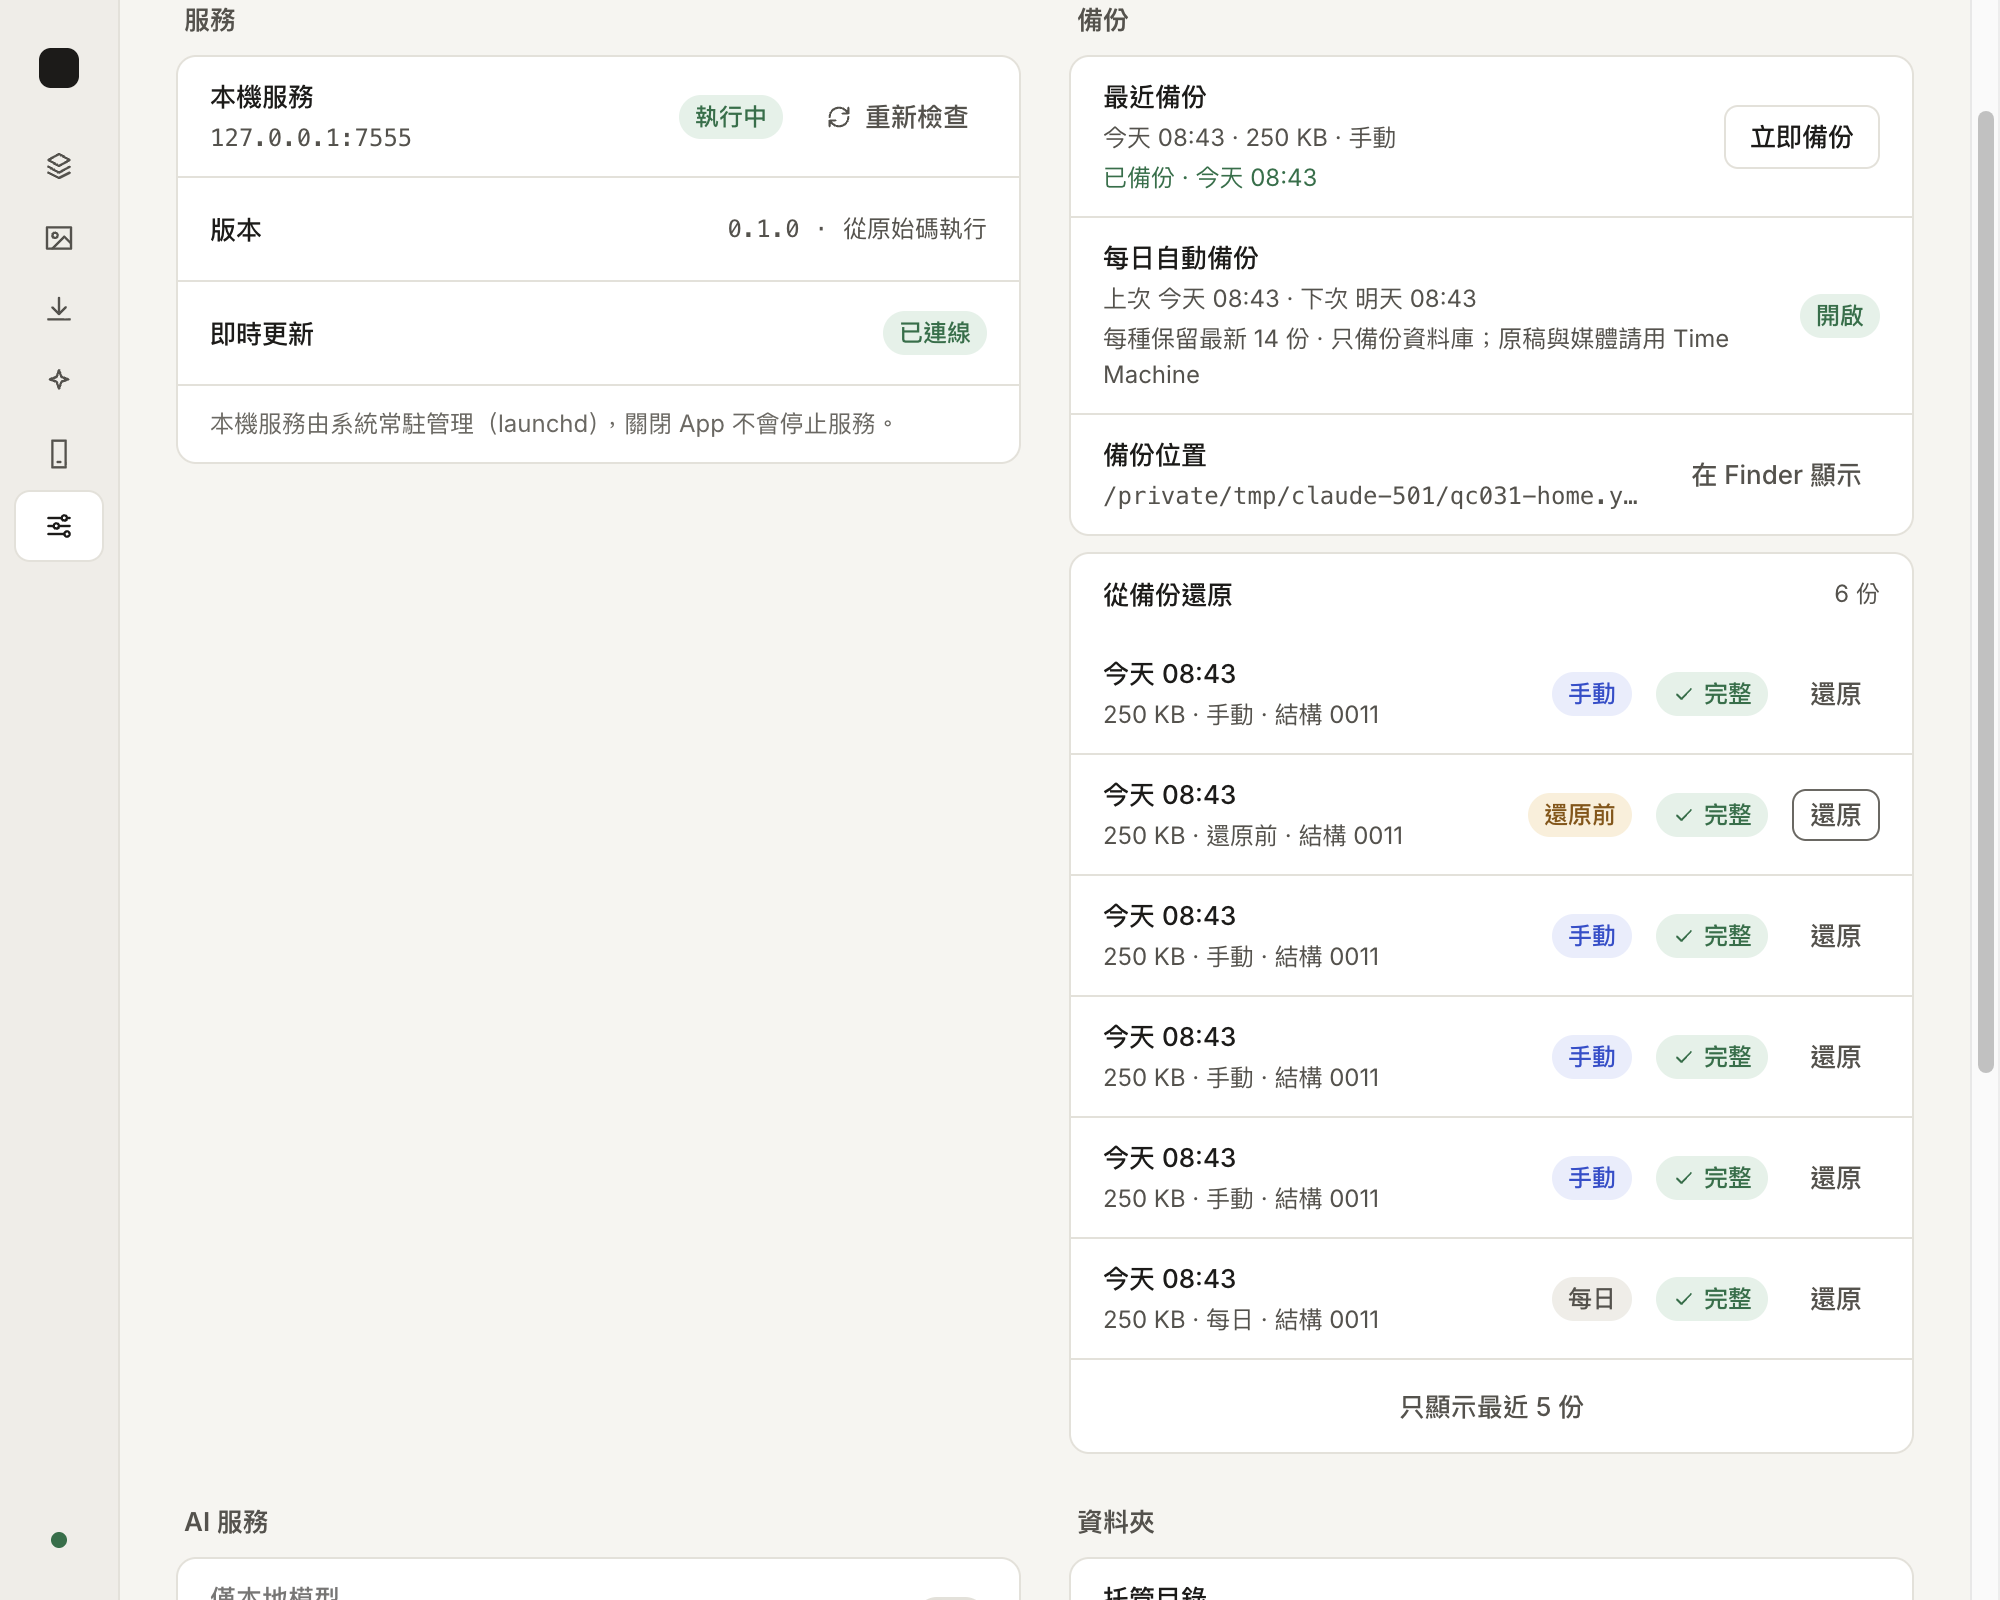 服務
本機服務
127.0.0.1:7555
執行中
重新檢查
版本
0.1.0 · 從原始碼執行
即時更新
已連線
本機服務由系統常駐管理（launchd），關閉 App 不會停止服務。
備份
最近備份
今天 08:43 · 250 KB · 手動
已備份 · 今天 08:43
立即備份
每日自動備份
上次 今天 08:43 · 下次 明天 08:43
每種保留最新 14 份 · 只備份資料庫；原稿與媒體請用 Time
Machine
開啟
備份位置
/private/tmp/claude-501/qc031-home.y…
在 Finder 顯示
從備份還原
6 份
今天 08:43
250 KB · 手動 · 結構 0011
手動
完整
還原
今天 08:43
250 KB · 還原前 · 結構 0011
還原前
完整
還原
今天 08:43
250 KB · 手動 · 結構 0011
手動
完整
還原
今天 08:43
250 KB · 手動 · 結構 0011
手動
完整
還原
今天 08:43
250 KB · 手動 · 結構 0011
手動
完整
還原
今天 08:43
250 KB · 每日 · 結構 0011
每日
完整
還原
只顯示最近 5 份
AI 服務
僅本地模型
資料夾
托管目錄